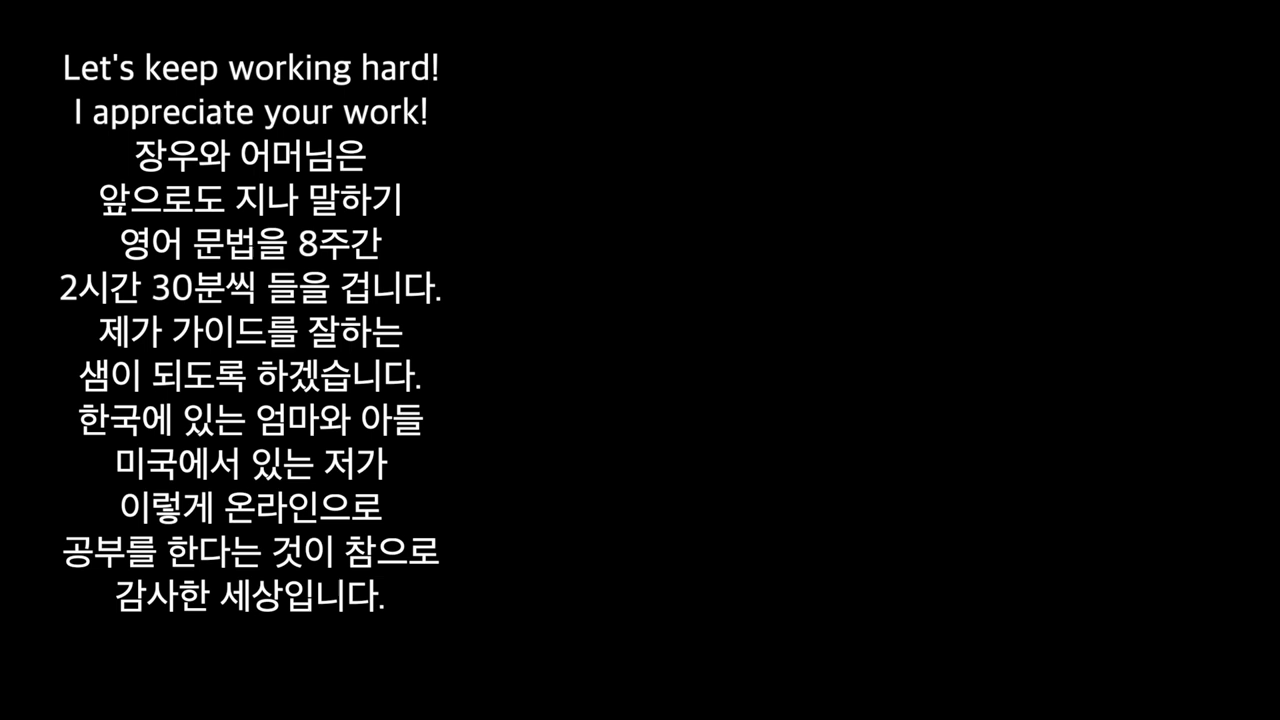 Let's keep working hard!
I appreciate your work!
장우와 어머님은
앞으로도 지나 말하기
영어 문법을 8주간
2시간 30분씩 들을 겁니다.
제가 가이드를 잘하는
샘이 되도록 하겠습니다.
한국에 있는 엄마와 아들
미국에서 있는 저가
이렇게 온라인으로
공부를 한다는 것이 참으로
감사한 세상입니다.